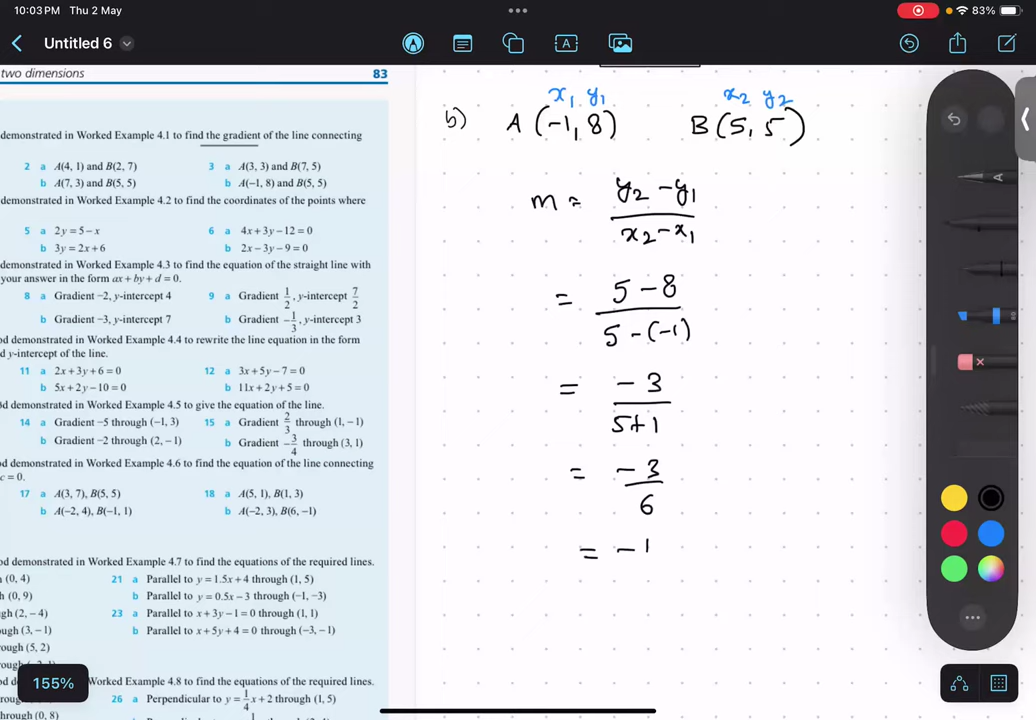 10:03PM Thu 2 May
83%
Untitled 6
two dimensions 83
demonstrated in Worked Example 4.1 to find the gradient of the line connecting
2 a A(4, 1) and B(2, 7) 3 a A(3, 3) and B(7, 5)
b A(7, 3) and B(5, 5) b A(−1, 8) and B(5, 5)
demonstrated in Worked Example 4.2 to find the coordinates of the points where
5 a 2y = 5 − x 6 a 4x + 3y − 12 = 0
b 3y = 2x + 6 b 2x − 3y − 9 = 0
demonstrated in Worked Example 4.3 to find the equation of the straight line with
your answer in the form ax + by + d = 0.
8 a Gradient −2, y-intercept 4 9 a Gradient 1/2, y-intercept 7/2
b Gradient −3, y-intercept 7 b Gradient −1/3, y-intercept 3
d demonstrated in Worked Example 4.4 to rewrite the line equation in the form
d y-intercept of the line.
11 a 2x + 3y + 6 = 0 12 a 3x + 5y − 7 = 0
b 5x + 2y − 10 = 0 b 11x + 2y + 5 = 0
d demonstrated in Worked Example 4.5 to give the equation of the line.
14 a Gradient −5 through (−1, 3) 15 a Gradient 2/3 through (1, −1)
b Gradient −2 through (2, −1) b Gradient −3/4 through (3, 1)
d demonstrated in Worked Example 4.6 to find the equation of the line connecting
c = 0.
17 a A(3, 7), B(5, 5) 18 a A(5, 1), B(1, 3)
b A(−2, 4), B(−1, 1) b A(−2, 3), B(6, −1)
od demonstrated in Worked Example 4.7 to find the equations of the required lines.
(0, 4) 21 a Parallel to y = 1.5x + 4 through (1, 5)
h (0, 9) b Parallel to y = 0.5x − 3 through (−1, −3)
gh (2, −4) 23 a Parallel to x + 3y − 1 = 0 through (1, 1)
ugh (3, −1) b Parallel to x + 5y + 4 = 0 through (−3, −1)
rough (5, 2)
Worked Example 4.8 to find the equations of the required lines.
26 a Perpendicular to y = 1/4x + 2 through (1, 5)
through (0, 8)
155%
x1 y1 x2 y2
b) A (−1, 8) B (5, 5)
m = y2 − y1 / x2 − x1
= 5 − 8 / 5 − (−1)
= −3 / 5+1
= −3 / 6
= −1
A